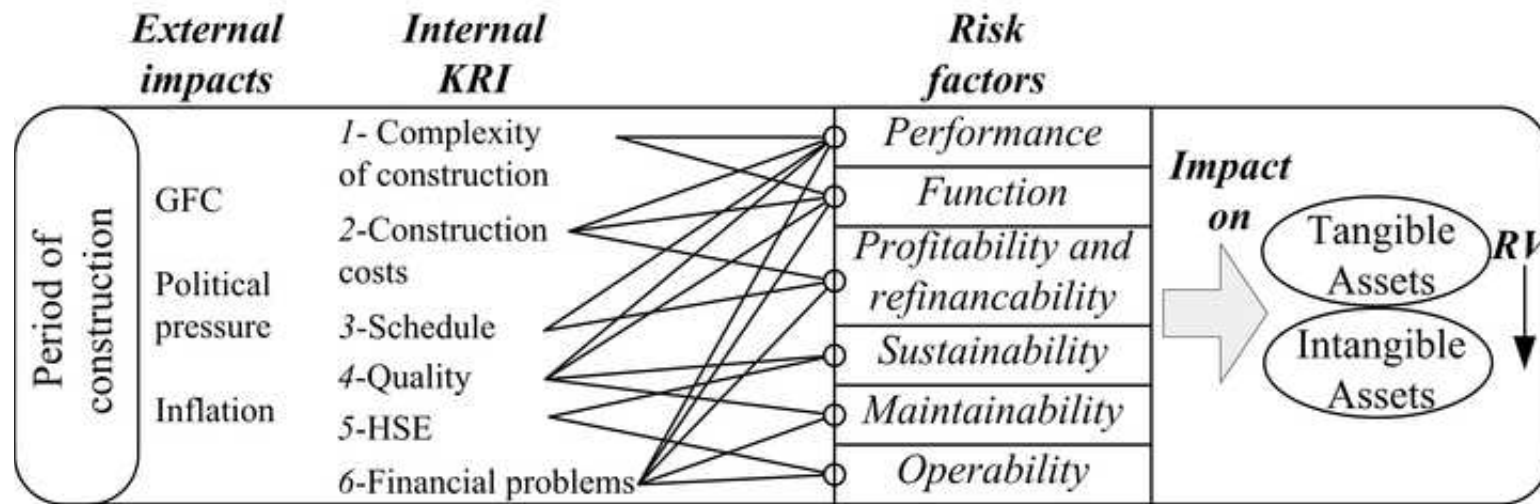 External
impacts
Internal
KRI
Risk
factors
Period of
construction
GFC
Political
pressure
Inflation
1- Complexity
of construction
2-Construction
costs
3-Schedule
4-Quality
5-HSE
6-Financial problems
Performance
Function
Profitability and
refinancability
Sustainability
Maintainability
Operability
Impact
on
Tangible
Assets
Intangible
Assets
RV